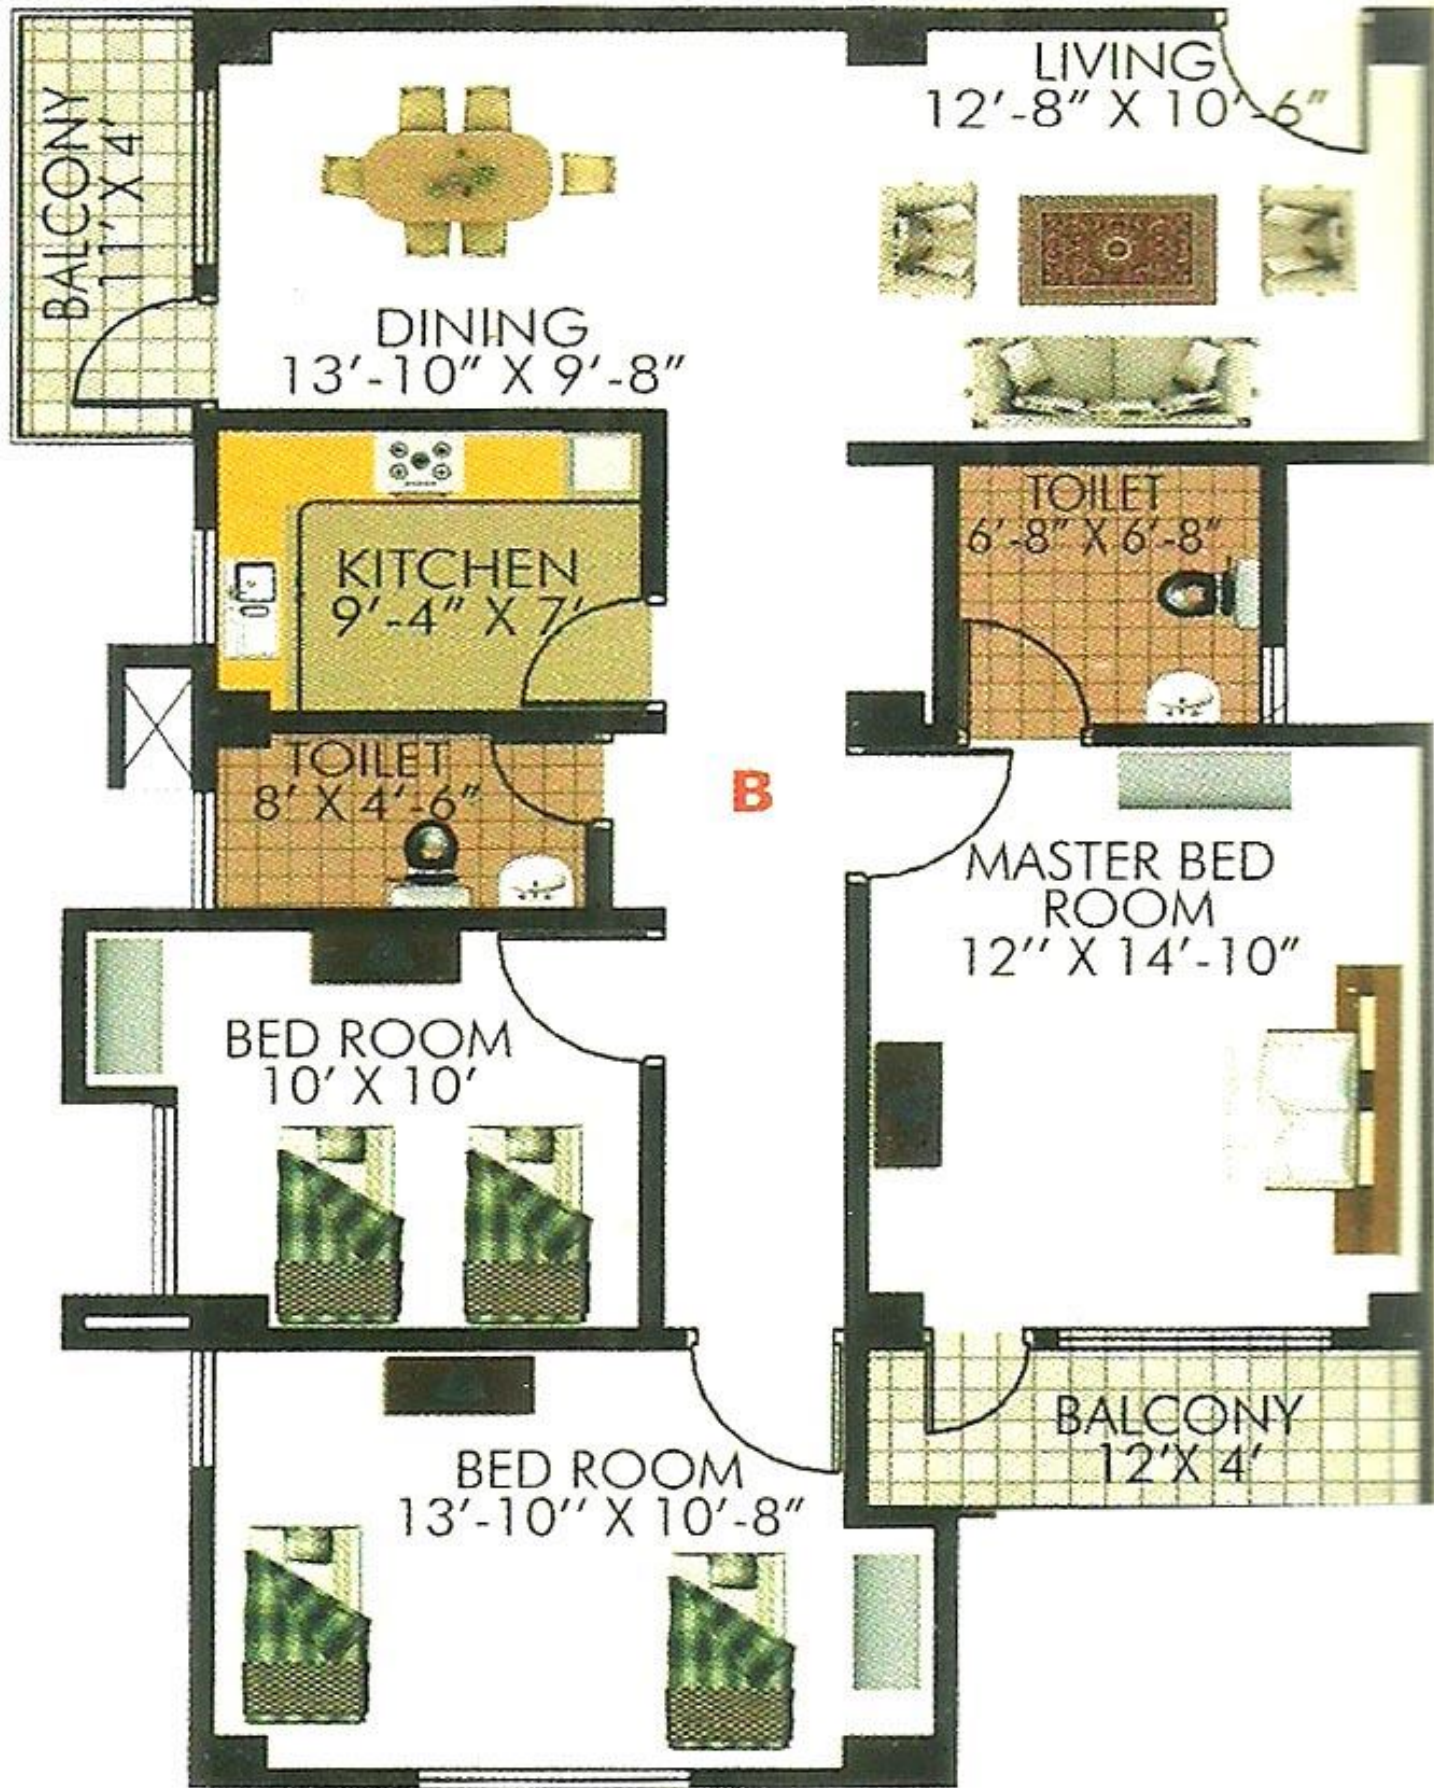 LIVING
12'-8" X 10'-6"
BALCONY
11' X 4'
DINING
13'-10" X 9'-8"
TOILET
6'-8" X 6'-8"
KITCHEN
9'-4" X 7'
TOILET
8' X 4'-6"
B
MASTER BED
ROOM
12'' X 14'-10"
BED ROOM
10' X 10'
BALCONY
12'X 4'
BED ROOM
13'-10'' X 10'-8"